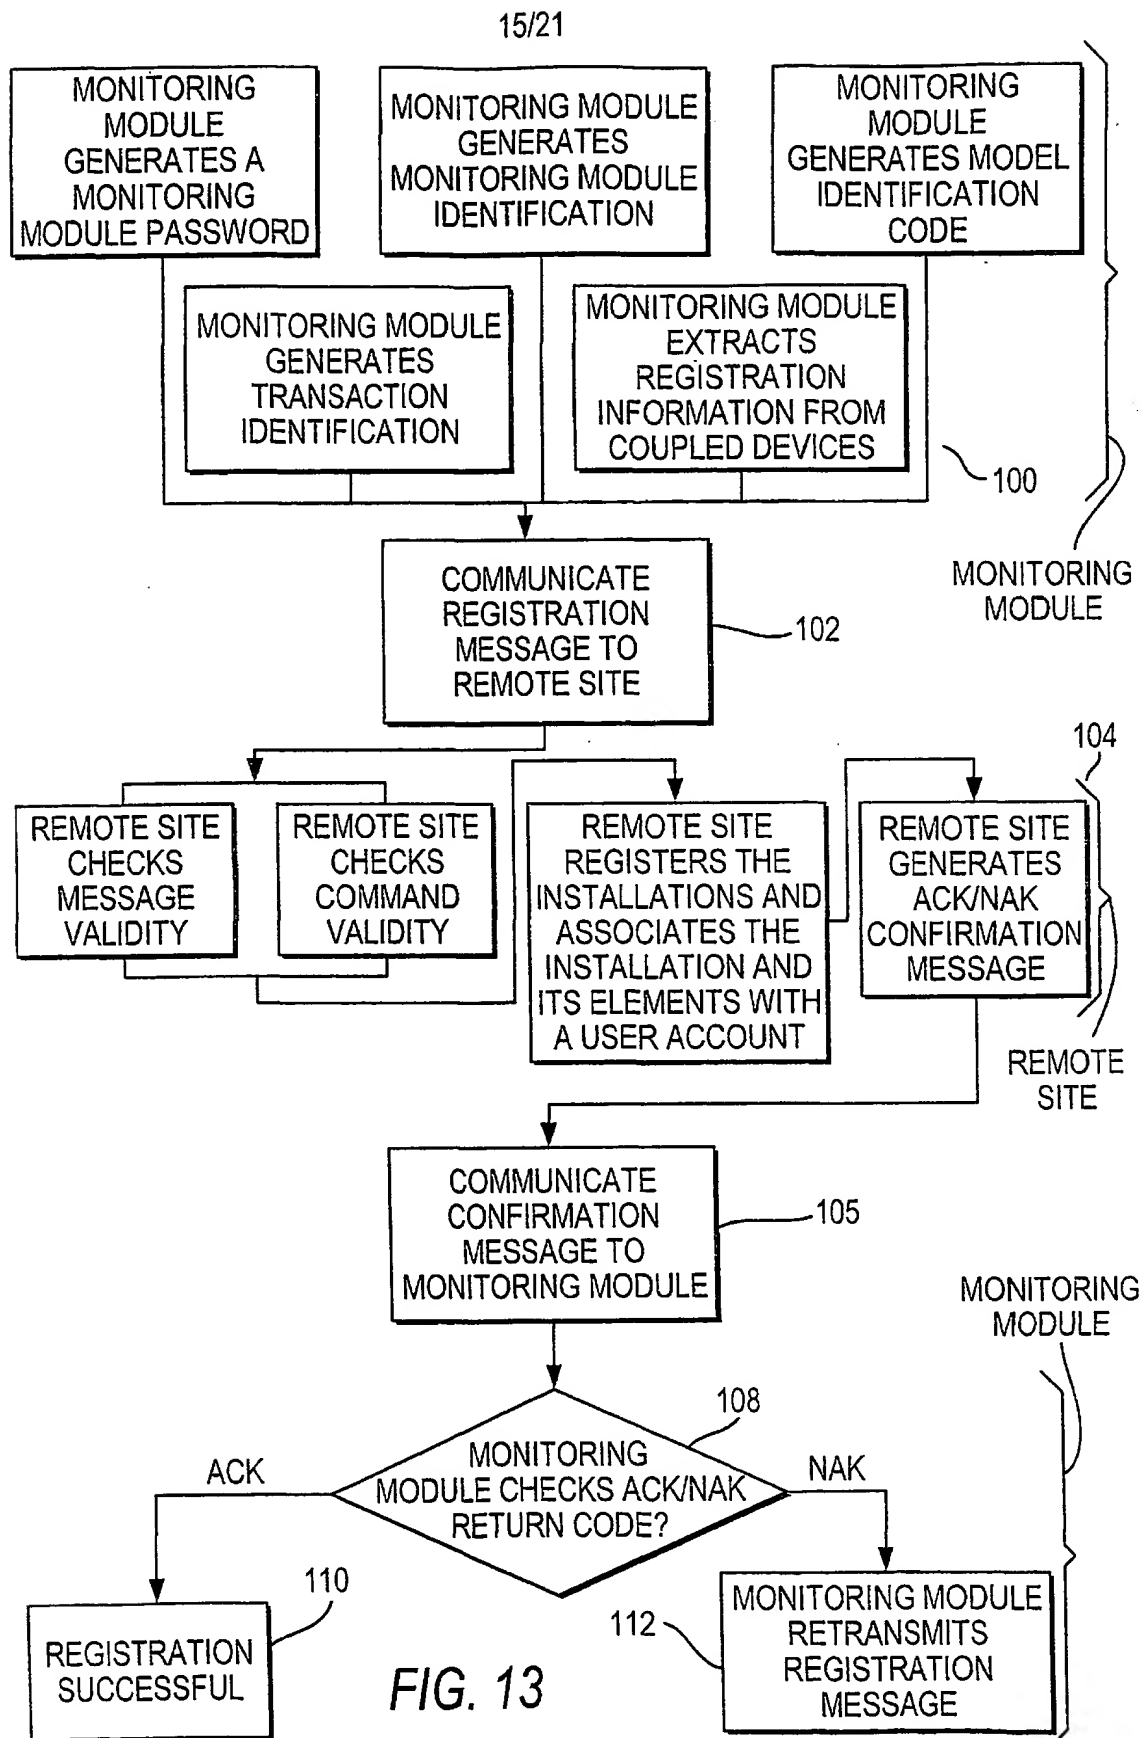 15/21
MONITORING
MODULE
GENERATES A
MONITORING
MODULE PASSWORD
MONITORING MODULE
GENERATES
MONITORING MODULE
IDENTIFICATION
MONITORING
MODULE
GENERATES MODEL
IDENTIFICATION
CODE
MONITORING MODULE
GENERATES
TRANSACTION
IDENTIFICATION
MONITORING MODULE
EXTRACTS
REGISTRATION
INFORMATION FROM
COUPLED DEVICES
100
MONITORING
MODULE
COMMUNICATE
REGISTRATION
MESSAGE TO
REMOTE SITE
102
104
REMOTE SITE
CHECKS
MESSAGE
VALIDITY
REMOTE SITE
CHECKS
COMMAND
VALIDITY
REMOTE SITE
REGISTERS THE
INSTALLATIONS AND
ASSOCIATES THE
INSTALLATION AND
ITS ELEMENTS WITH
A USER ACCOUNT
REMOTE SITE
GENERATES
ACK/NAK
CONFIRMATION
MESSAGE
REMOTE
SITE
COMMUNICATE
CONFIRMATION
MESSAGE TO
MONITORING MODULE
105
MONITORING
MODULE
108
MONITORING
MODULE CHECKS ACK/NAK
RETURN CODE?
ACK
NAK
110
REGISTRATION
SUCCESSFUL
112
MONITORING MODULE
RETRANSMITS
REGISTRATION
MESSAGE
FIG. 13